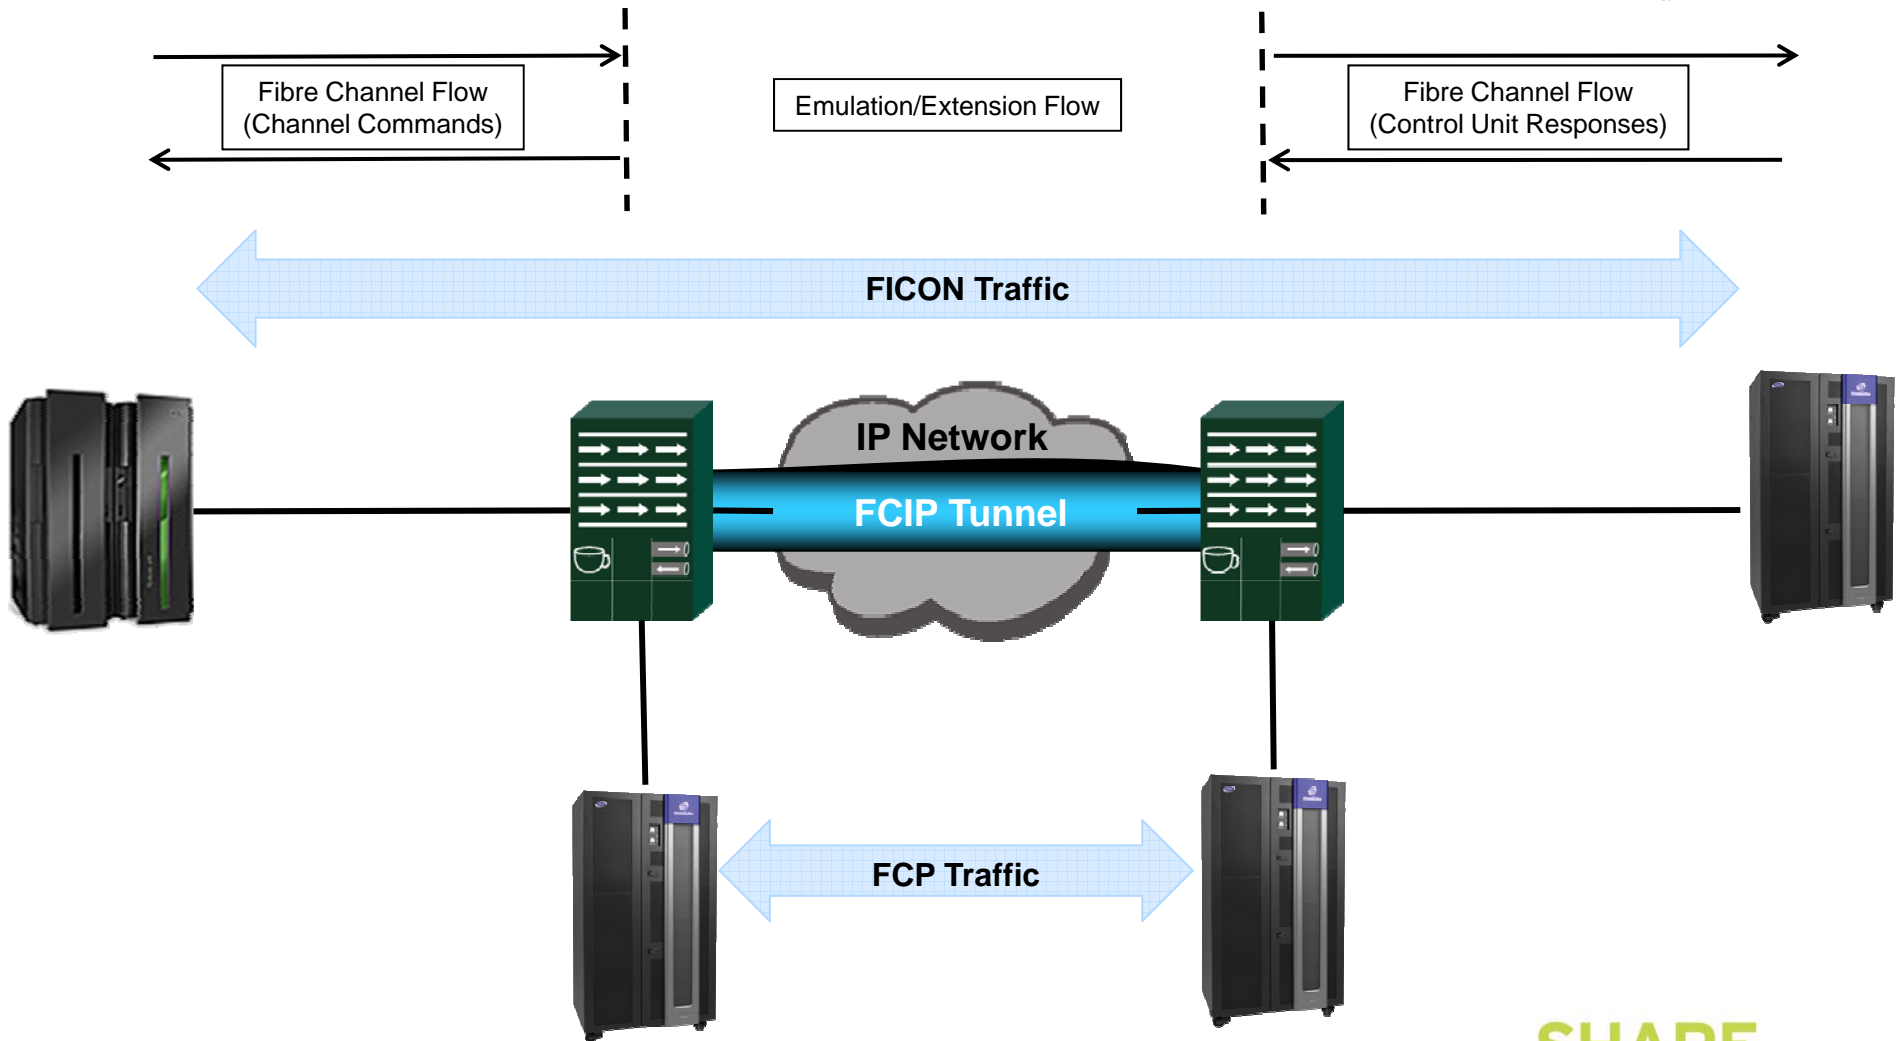 Fibre Channel Flow
(Channel Commands)
Emulation/Extension Flow
Fibre Channel Flow
(Control Unit Responses)
FICON Traffic
IP Network
FCIP Tunnel
FCP Traffic
SHARE